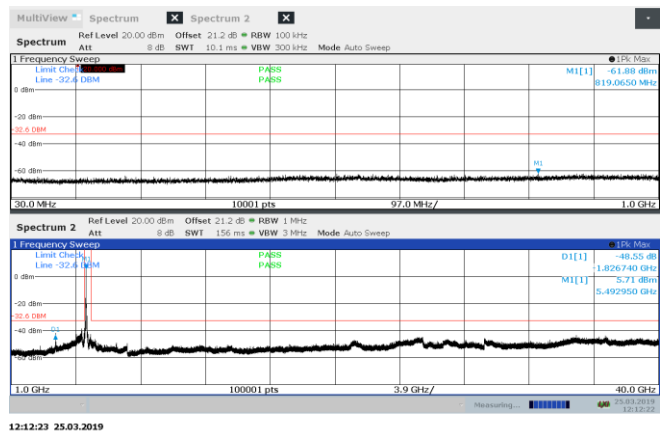 MultiView Spectrum X Spectrum 2 X
Spectrum
Ref Level 20.00 dBm Offset 21.2 dB RBW 100 kHz
Att 8 dB SWT 10.1 ms VBW 300 kHz Mode Auto Sweep
1 Frequency Sweep 1Pk Max
Limit Check PASS M1[1] -61.88 dBm
Line -32.6 PASS 819.0650 MHz
0 dBm
-20 dBm
-32.6 DBM
-40 dBm
M1
-60 dBm
30.0 MHz 10001 pts 97.0 MHz/ 1.0 GHz
Spectrum 2
Ref Level 20.00 dBm Offset 21.2 dB RBW 1 MHz
Att 8 dB SWT 156 ms VBW 3 MHz Mode Auto Sweep
1 Frequency Sweep 1Pk Max
Limit Check PASS D1[1] -48.55 dB
Line -32.6 DBM PASS -1.826740 GHz
M1[1] 5.71 dBm
0 dBm 5.492950 GHz
-20 dBm
-32.6 DBM
-40 dBm D1
-60 dBm
1.0 GHz 100001 pts 3.9 GHz/ 40.0 GHz
Measuring... 25.03.2019
12:12:22
12:12:23 25.03.2019